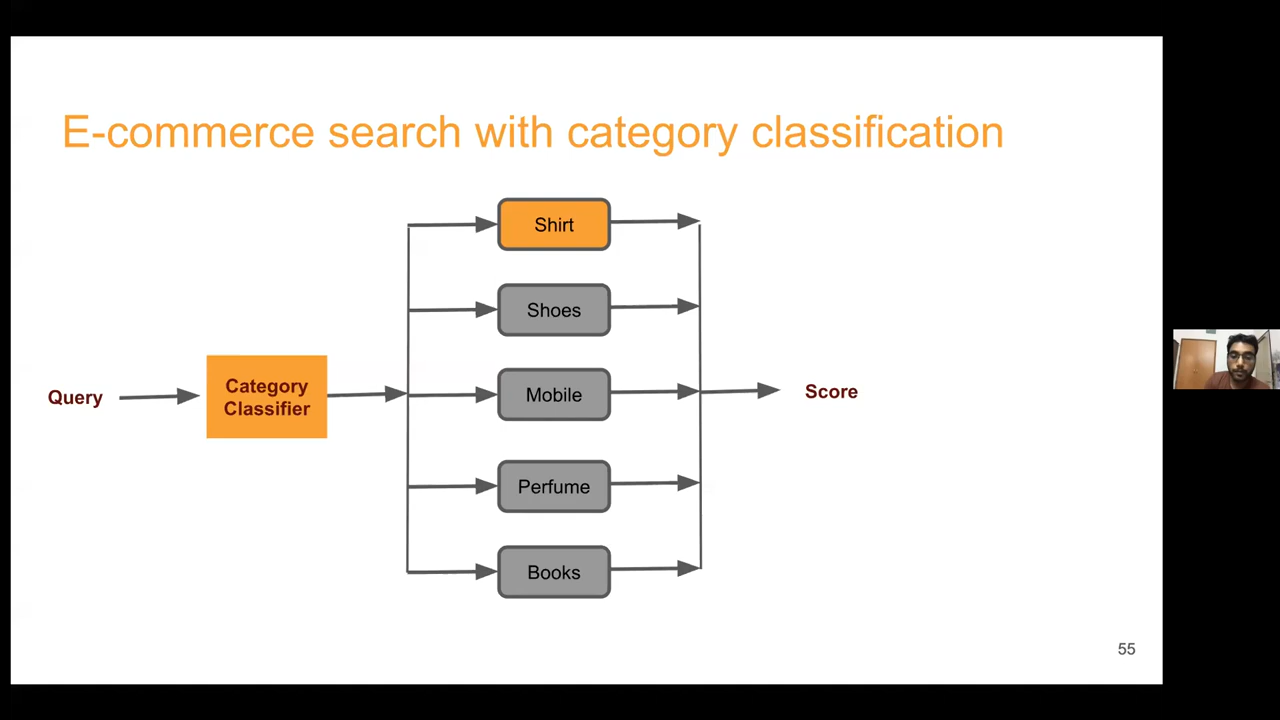 E-commerce search with category classification
Shirt
Shoes
Query
Category
Classifier
Mobile
Score
Perfume
Books
55